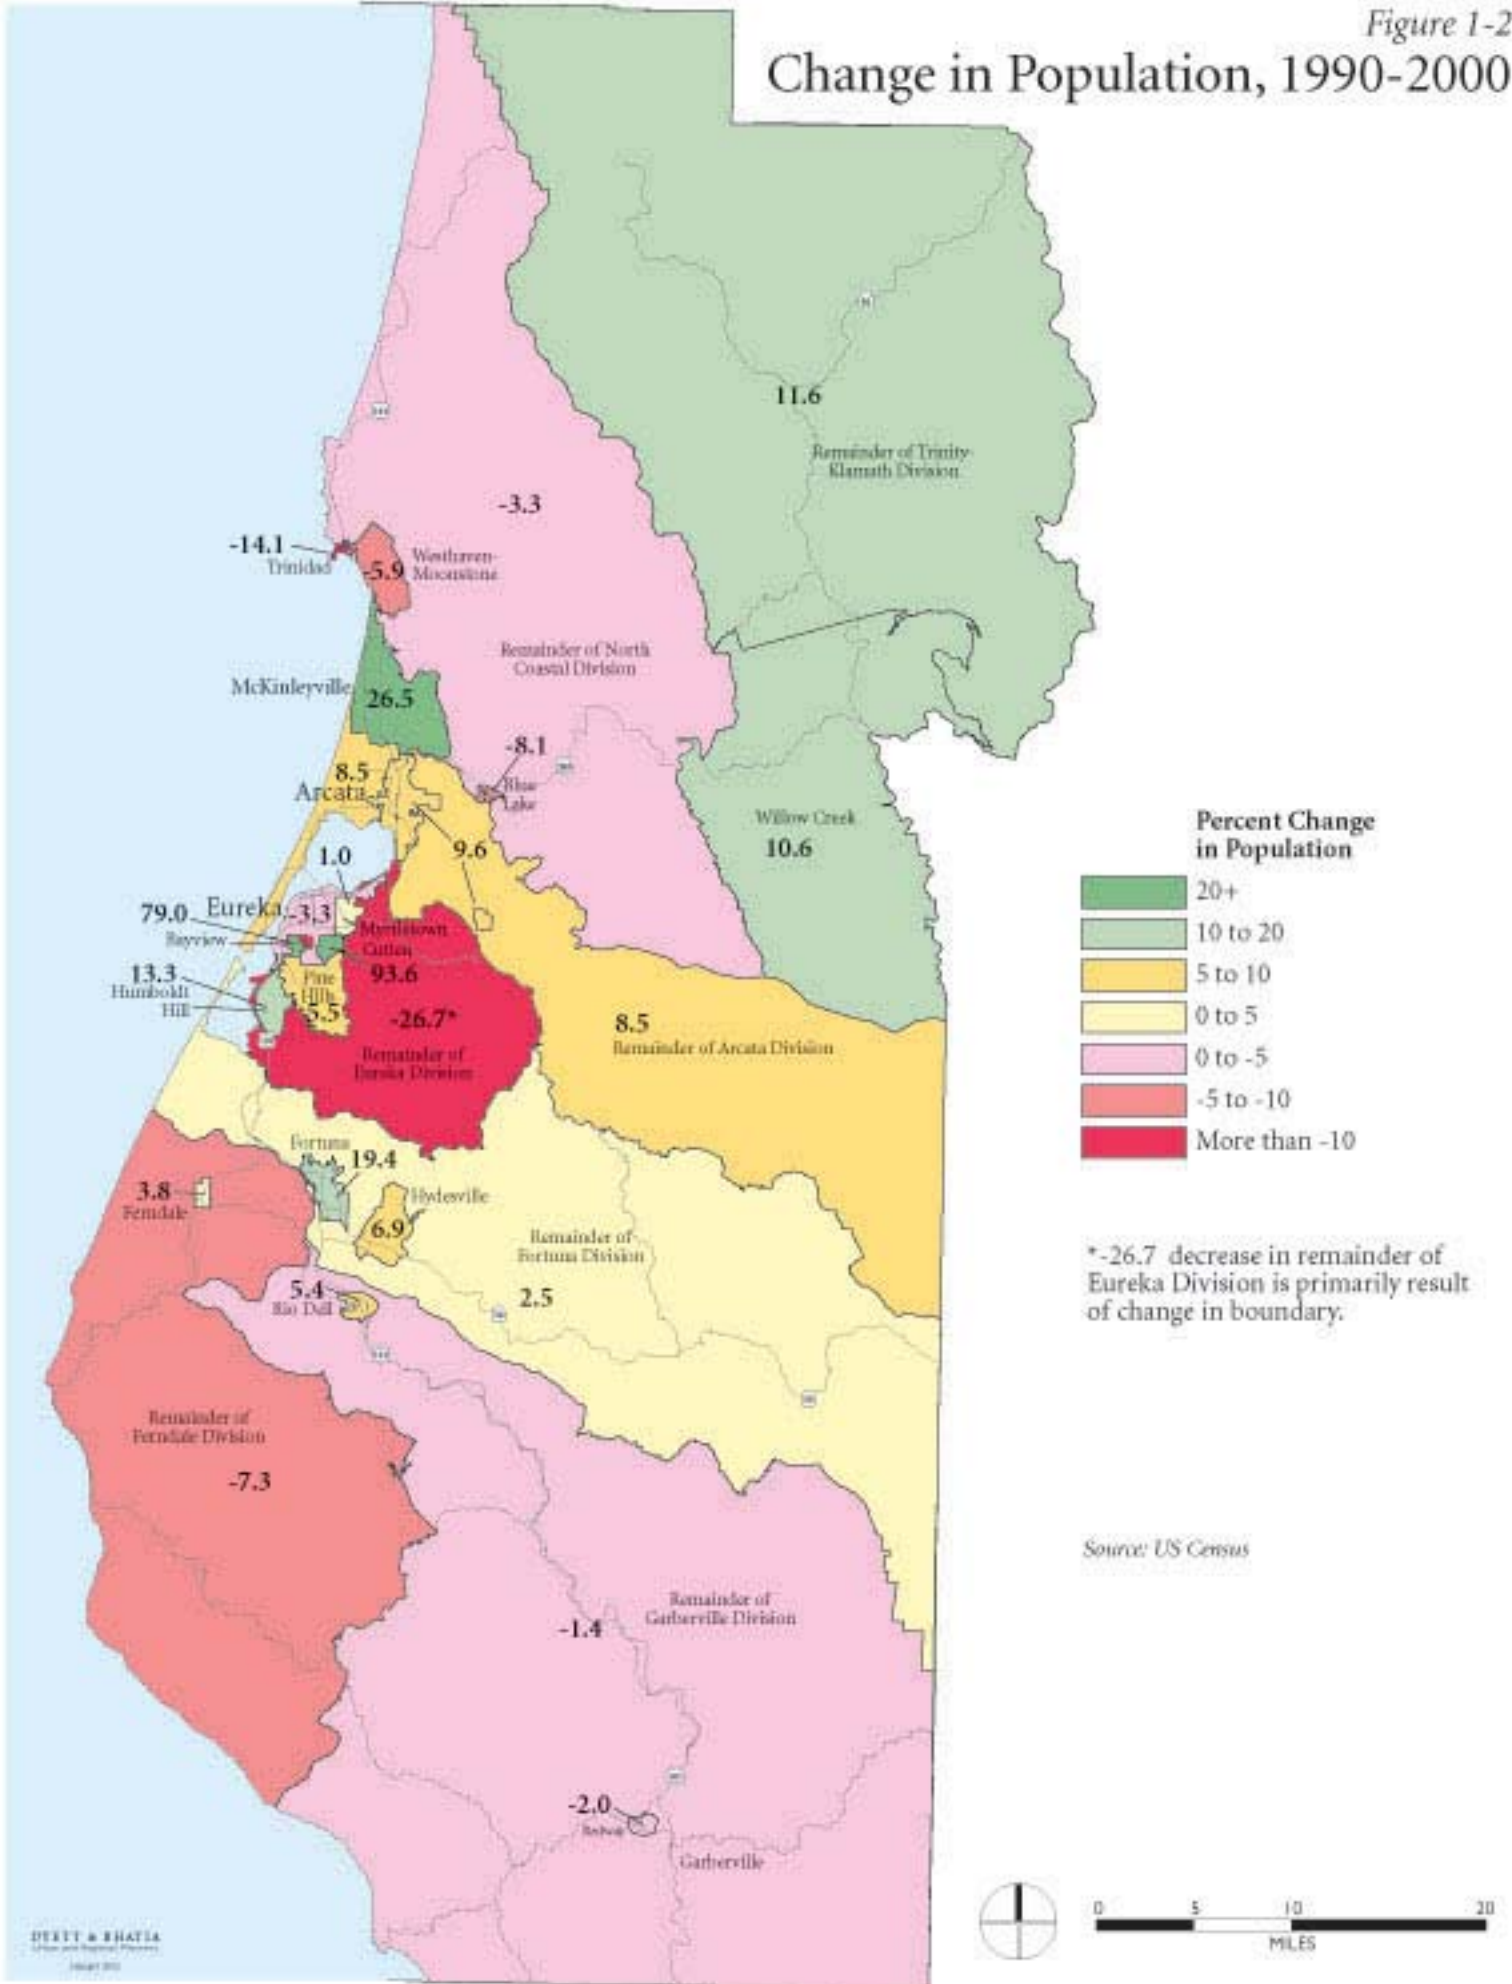 Figure 1-2
Change in Population, 1990-2000
11.6
Remainder of Trinity-
Klamath Division
-3.3
-14.1
Trinidad
-5.9
Westhaven-
Moonstone
Remainder of North
Coastal Division
McKinleyville
26.5
-8.1
Blue
Lake
8.5
Arcata
Willow Creek
10.6
9.6
1.0
79.0
Eureka
-3.3
Bayview
Myrtletown
Cutten
93.6
13.3
Humboldt
Hill
Pine
Hills
5.5
-26.7*
Remainder of
Eureka Division
8.5
Remainder of Arcata Division
Fortuna
19.4
3.8
Ferndale
Hydesville
6.9
Remainder of
Fortuna Division
2.5
5.4
Rio Dell
Remainder of
Ferndale Division
-7.3
Remainder of
Garberville Division
-1.4
-2.0
Redway
Garberville
Percent Change
in Population
20+
10 to 20
5 to 10
0 to 5
0 to -5
-5 to -10
More than -10
*-26.7 decrease in remainder of
Eureka Division is primarily result
of change in boundary.
Source: US Census
0 5 10 20
MILES
DYETT & BHATIA
Urban and Regional Planners